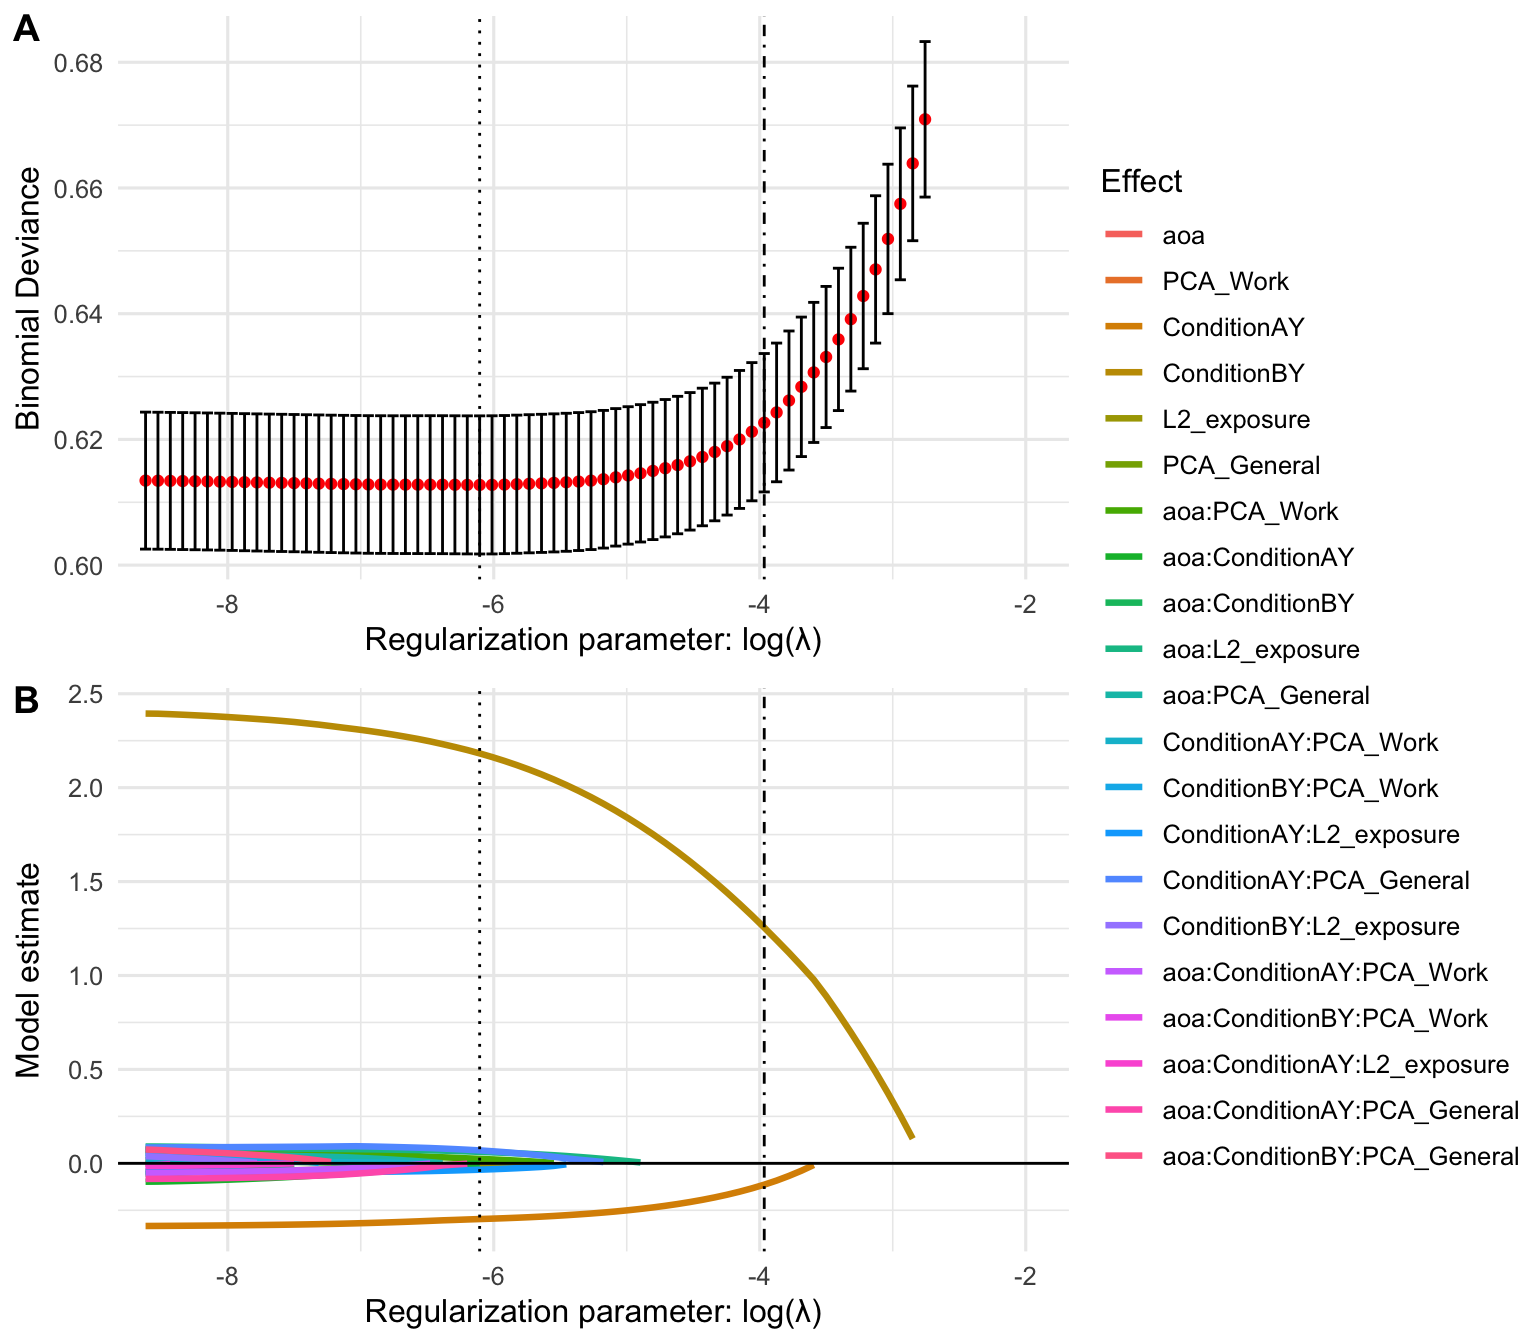 A
0.68
0.66
0.64
0.62
0.60
Binomial Deviance
-8 -6 -4 -2
Regularization parameter: log(λ)
B
2.5
2.0
1.5
1.0
0.5
0.0
Model estimate
-8 -6 -4 -2
Regularization parameter: log(λ)
Effect
aoa
PCA_Work
ConditionAY
ConditionBY
L2_exposure
PCA_General
aoa:PCA_Work
aoa:ConditionAY
aoa:ConditionBY
aoa:L2_exposure
aoa:PCA_General
ConditionAY:PCA_Work
ConditionBY:PCA_Work
ConditionAY:L2_exposure
ConditionAY:PCA_General
ConditionBY:L2_exposure
aoa:ConditionAY:PCA_Work
aoa:ConditionBY:PCA_Work
aoa:ConditionAY:L2_exposure
aoa:ConditionAY:PCA_General
aoa:ConditionBY:PCA_General